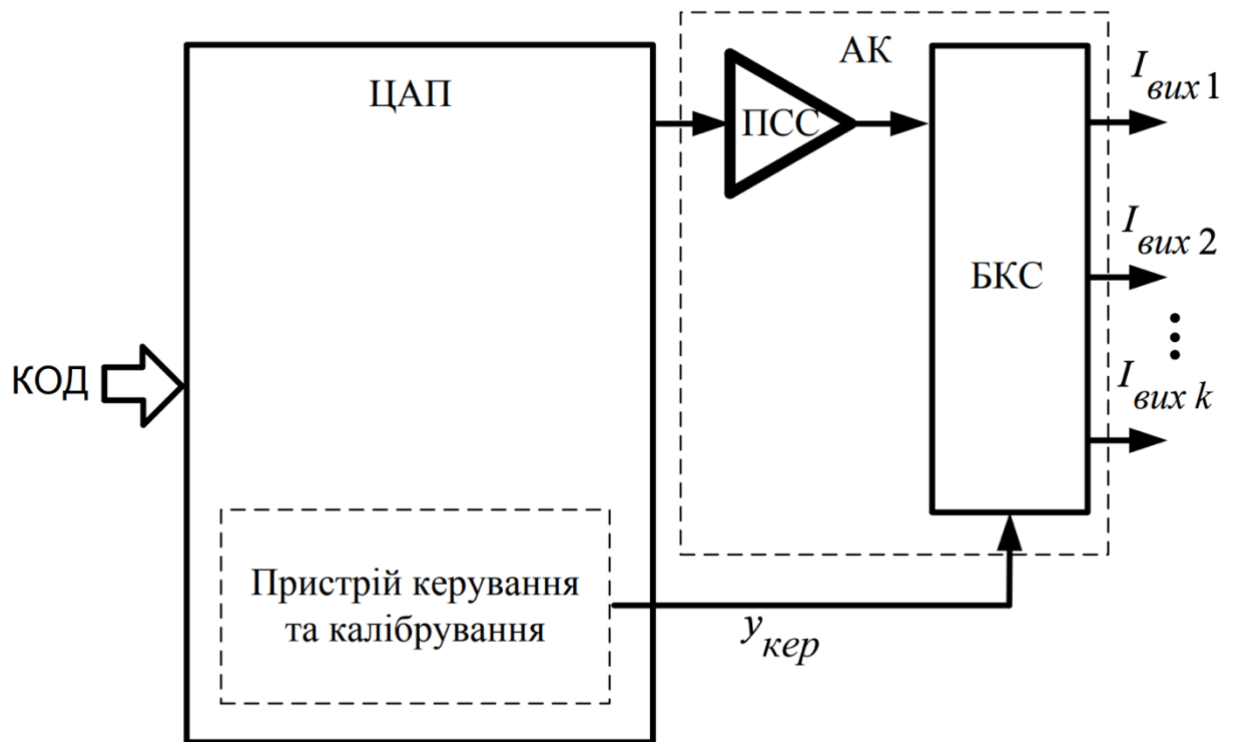 ЦАП
АК
ПСС
БКС
I вих 1
I вих 2
I вих k
КОД
Пристрій керування
та калібрування
y кер